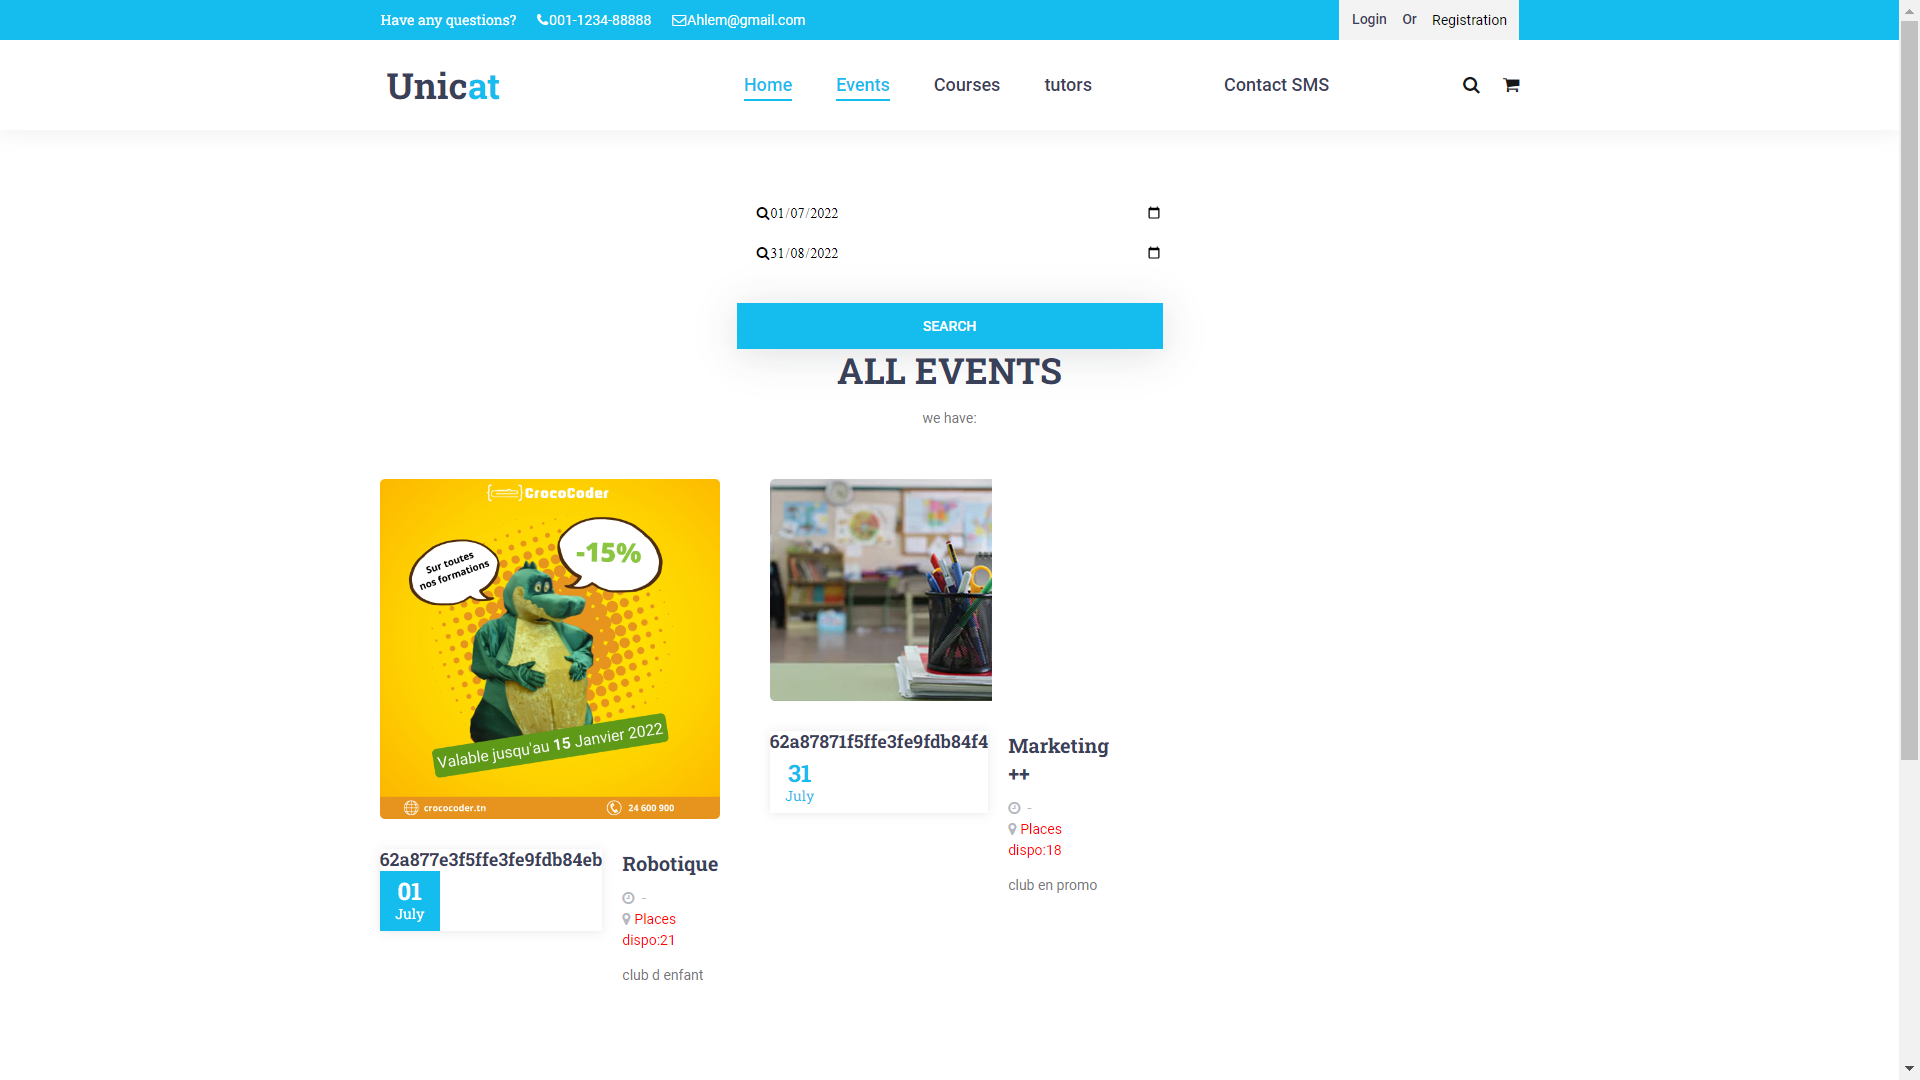 Have any questions? 001-1234-88888 Ahlem@gmail.com Login Or Registration
Unicat Home Events Courses tutors Contact SMS
01/07/2022
31/08/2022
SEARCH
ALL EVENTS
we have:
{ }CrocoCoder
Sur toutes
nos formations
-15%
Valable jusqu'au 15 Janvier 2022
crococoder.tn 24 600 900
62a877e3f5ffe3fe9fdb84eb
01
July
Robotique
-
Places
dispo:21
club d enfant
62a87871f5ffe3fe9fdb84f4
31
July
Marketing
++
-
Places
dispo:18
club en promo